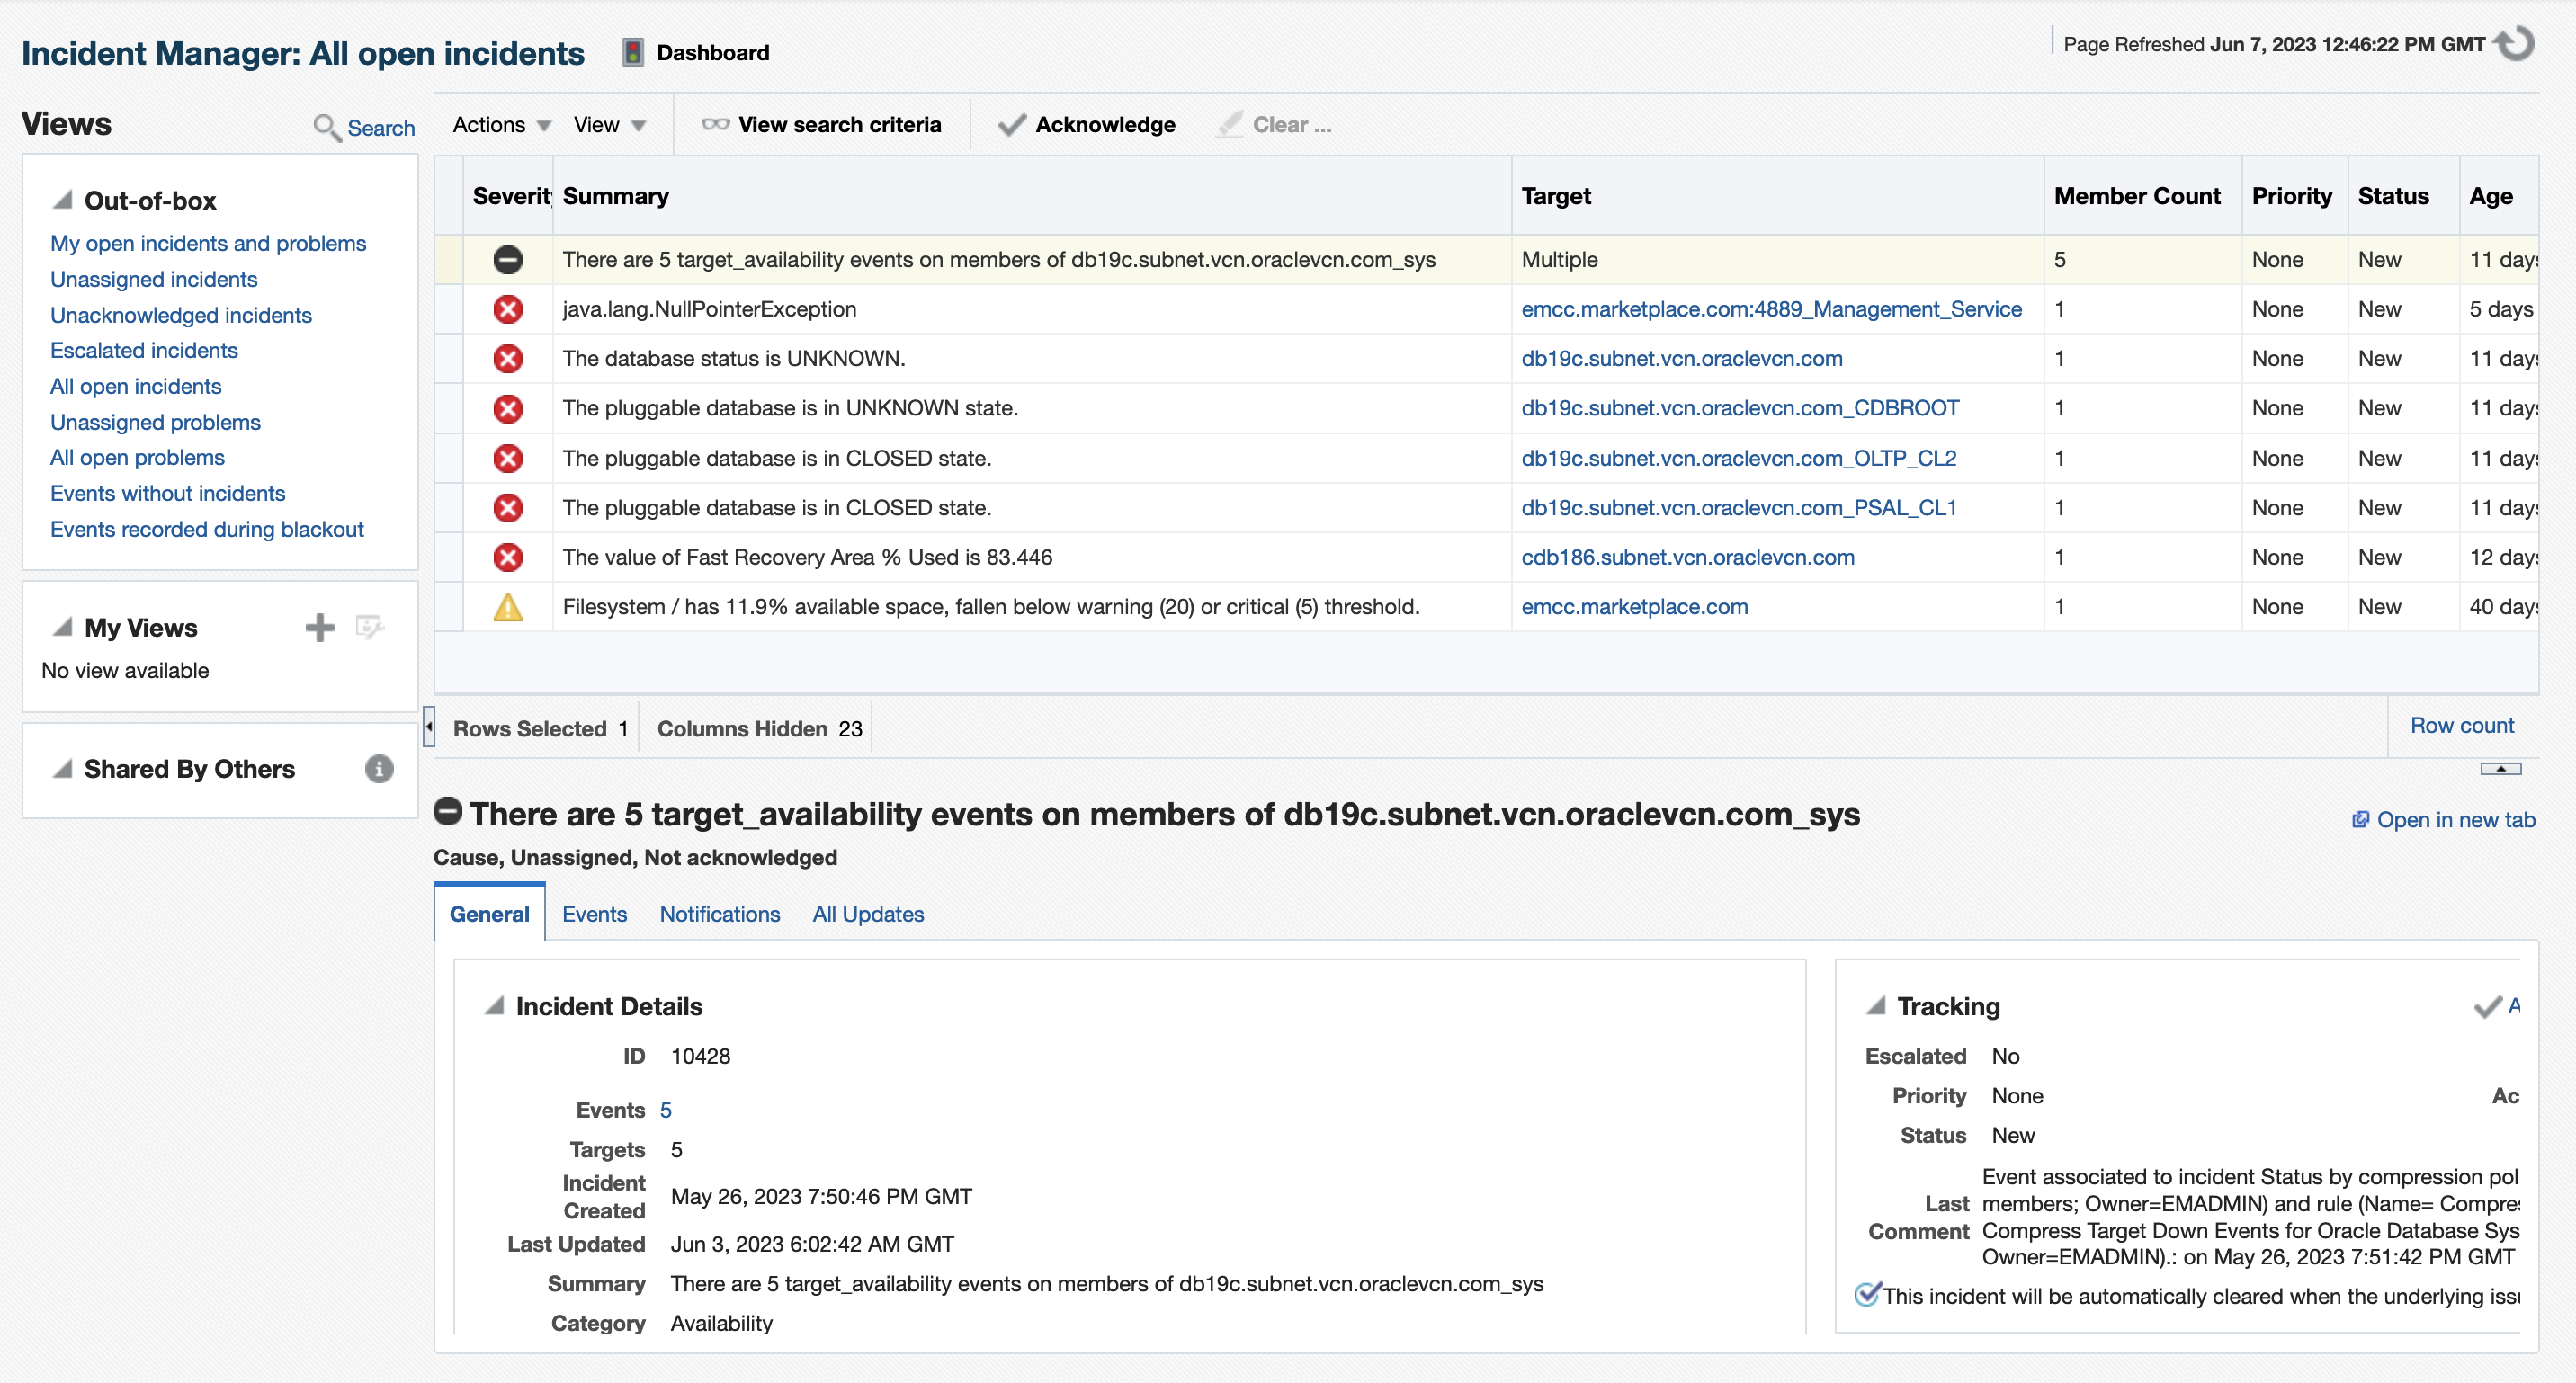 Incident Manager: All open incidents
Dashboard
Page Refreshed Jun 7, 2023 12:46:22 PM GMT
Views
Search
Out-of-box
My open incidents and problems
Unassigned incidents
Unacknowledged incidents
Escalated incidents
All open incidents
Unassigned problems
All open problems
Events without incidents
Events recorded during blackout
My Views
No view available
Shared By Others
Actions View View search criteria Acknowledge Clear ...
Severity Summary Target Member Count Priority Status Age
There are 5 target_availability events on members of db19c.subnet.vcn.oraclevcn.com_sys Multiple 5 None New 11 days
java.lang.NullPointerException emcc.marketplace.com:4889_Management_Service 1 None New 5 days
The database status is UNKNOWN. db19c.subnet.vcn.oraclevcn.com 1 None New 11 days
The pluggable database is in UNKNOWN state. db19c.subnet.vcn.oraclevcn.com_CDBROOT 1 None New 11 days
The pluggable database is in CLOSED state. db19c.subnet.vcn.oraclevcn.com_OLTP_CL2 1 None New 11 days
The pluggable database is in CLOSED state. db19c.subnet.vcn.oraclevcn.com_PSAL_CL1 1 None New 11 days
The value of Fast Recovery Area % Used is 83.446 cdb186.subnet.vcn.oraclevcn.com 1 None New 12 days
Filesystem / has 11.9% available space, fallen below warning (20) or critical (5) threshold. emcc.marketplace.com 1 None New 40 days
Rows Selected 1 Columns Hidden 23
Row count
There are 5 target_availability events on members of db19c.subnet.vcn.oraclevcn.com_sys
Open in new tab
Cause, Unassigned, Not acknowledged
General Events Notifications All Updates
Incident Details
ID 10428
Events 5
Targets 5
Incident Created May 26, 2023 7:50:46 PM GMT
Last Updated Jun 3, 2023 6:02:42 AM GMT
Summary There are 5 target_availability events on members of db19c.subnet.vcn.oraclevcn.com_sys
Category Availability
Tracking A
Escalated No
Priority None Ac
Status New
Last Comment
Event associated to incident Status by compression pol
members; Owner=EMADMIN) and rule (Name= Compre
Compress Target Down Events for Oracle Database Sys
Owner=EMADMIN).: on May 26, 2023 7:51:42 PM GMT
This incident will be automatically cleared when the underlying iss